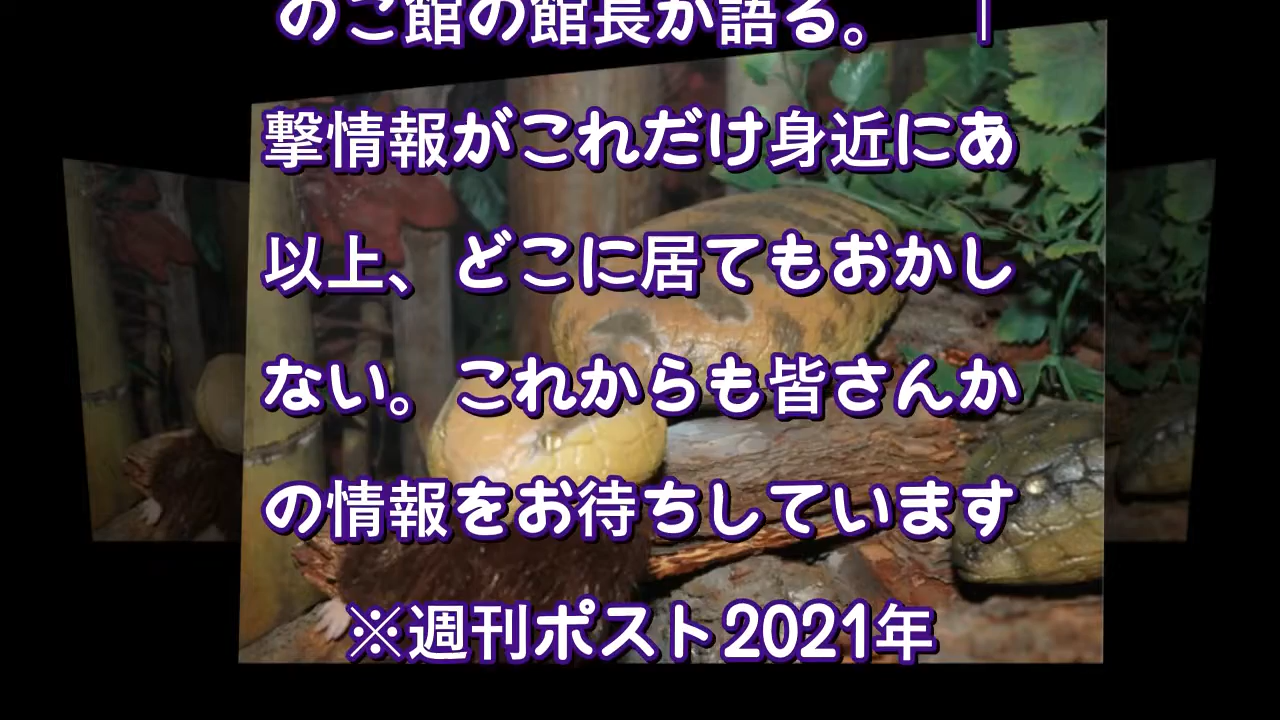 のこ館の館長が語る。 「
撃情報がこれだけ身近にあ
以上、どこに居てもおかし
ない。これからも皆さんか
の情報をお待ちしています
※週刊ポスト2021年